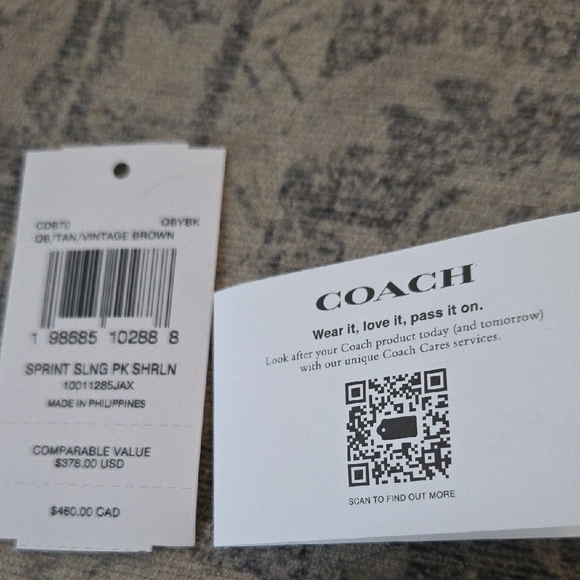 CDB70 QBYBK
QB/TAN/VINTAGE BROWN
1 98685 10288 8
SPRINT SLNG PK SHRLN
10011285JAX
MADE IN PHILIPPINES
COMPARABLE VALUE
$378.00 USD
$460.00 CAD
COACH
Wear it, love it, pass it on.
Look after your Coach product today (and tomorrow)
with our unique Coach Cares services.
SCAN TO FIND OUT MORE